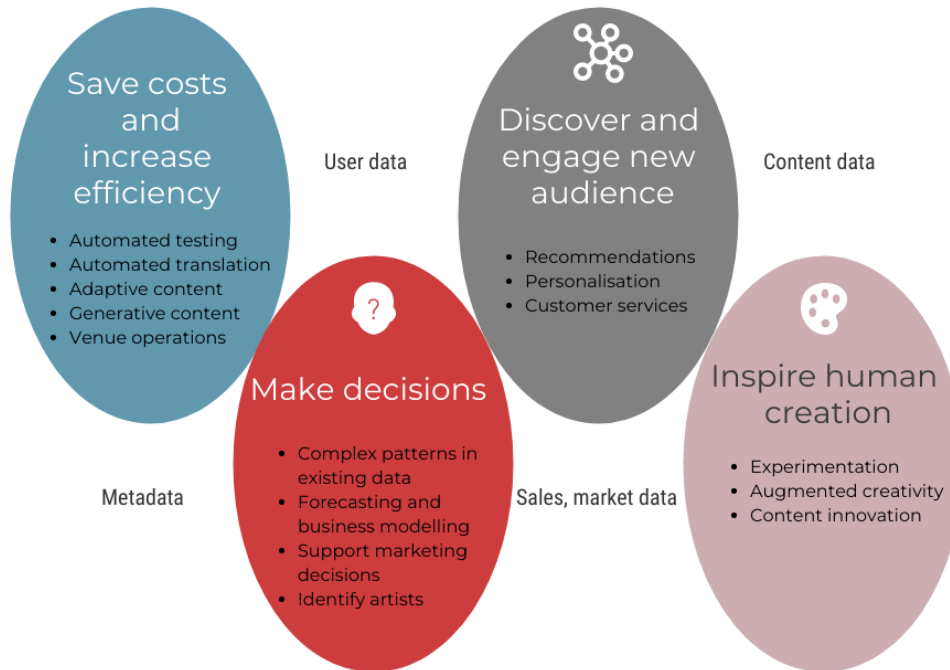 Save costs
and
increase
efficiency
• Automated testing
• Automated translation
• Adaptive content
• Generative content
• Venue operations
User data
Discover and
engage new
audience
• Recommendations
• Personalisation
• Customer services
Content data
?
Make decisions
• Complex patterns in
existing data
• Forecasting and
business modelling
• Support marketing
decisions
• Identify artists
Metadata
Sales, market data
Inspire human
creation
• Experimentation
• Augmented creativity
• Content innovation